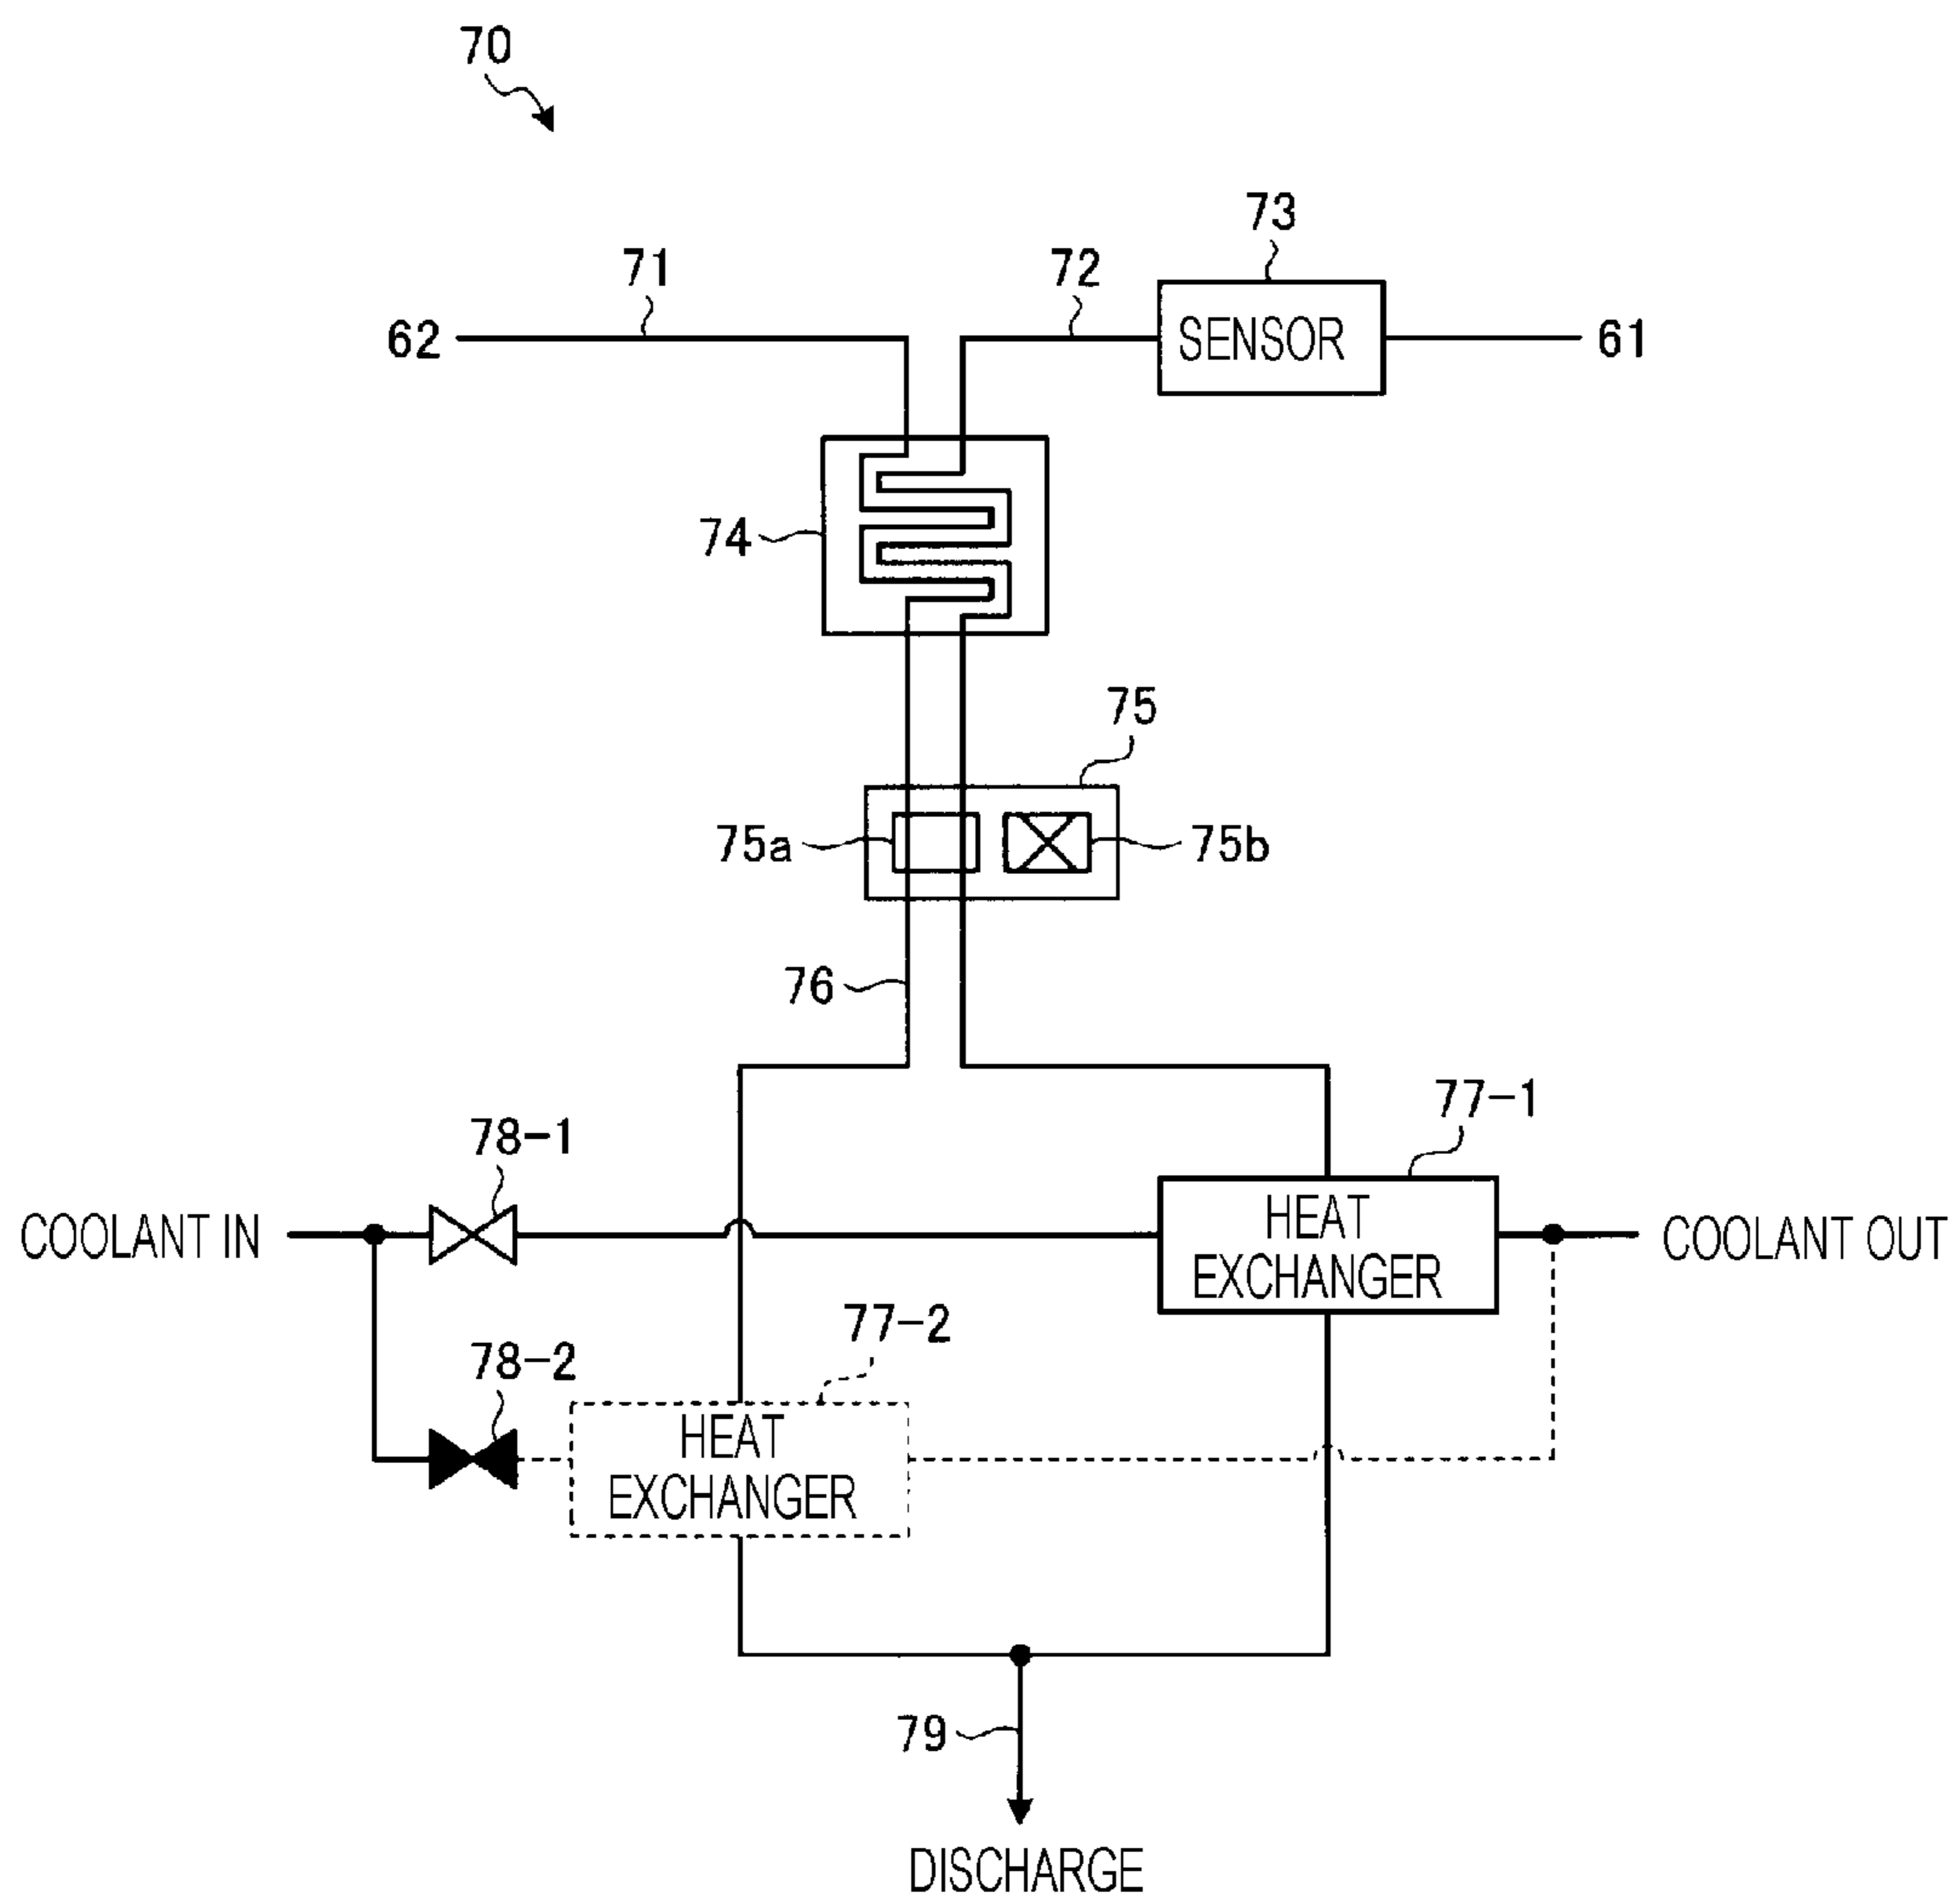 70
73
71
72
62
SENSOR
61
74
75
75a
75b
76
77-1
78-1
COOLANT IN
HEAT
EXCHANGER
COOLANT OUT
77-2
78-2
HEAT
EXCHANGER
79
DISCHARGE